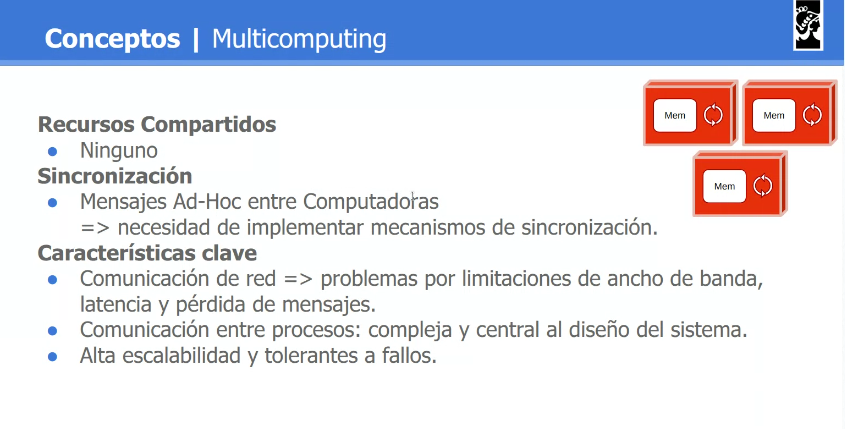 Conceptos | Multicomputing
Mem
Mem
Mem
Recursos Compartidos
Ninguno
Sincronización
Mensajes Ad-Hoc entre Computadoras
=> necesidad de implementar mecanismos de sincronización.
Características clave
Comunicación de red => problemas por limitaciones de ancho de banda,
latencia y pérdida de mensajes.
Comunicación entre procesos: compleja y central al diseño del sistema.
Alta escalabilidad y tolerantes a fallos.